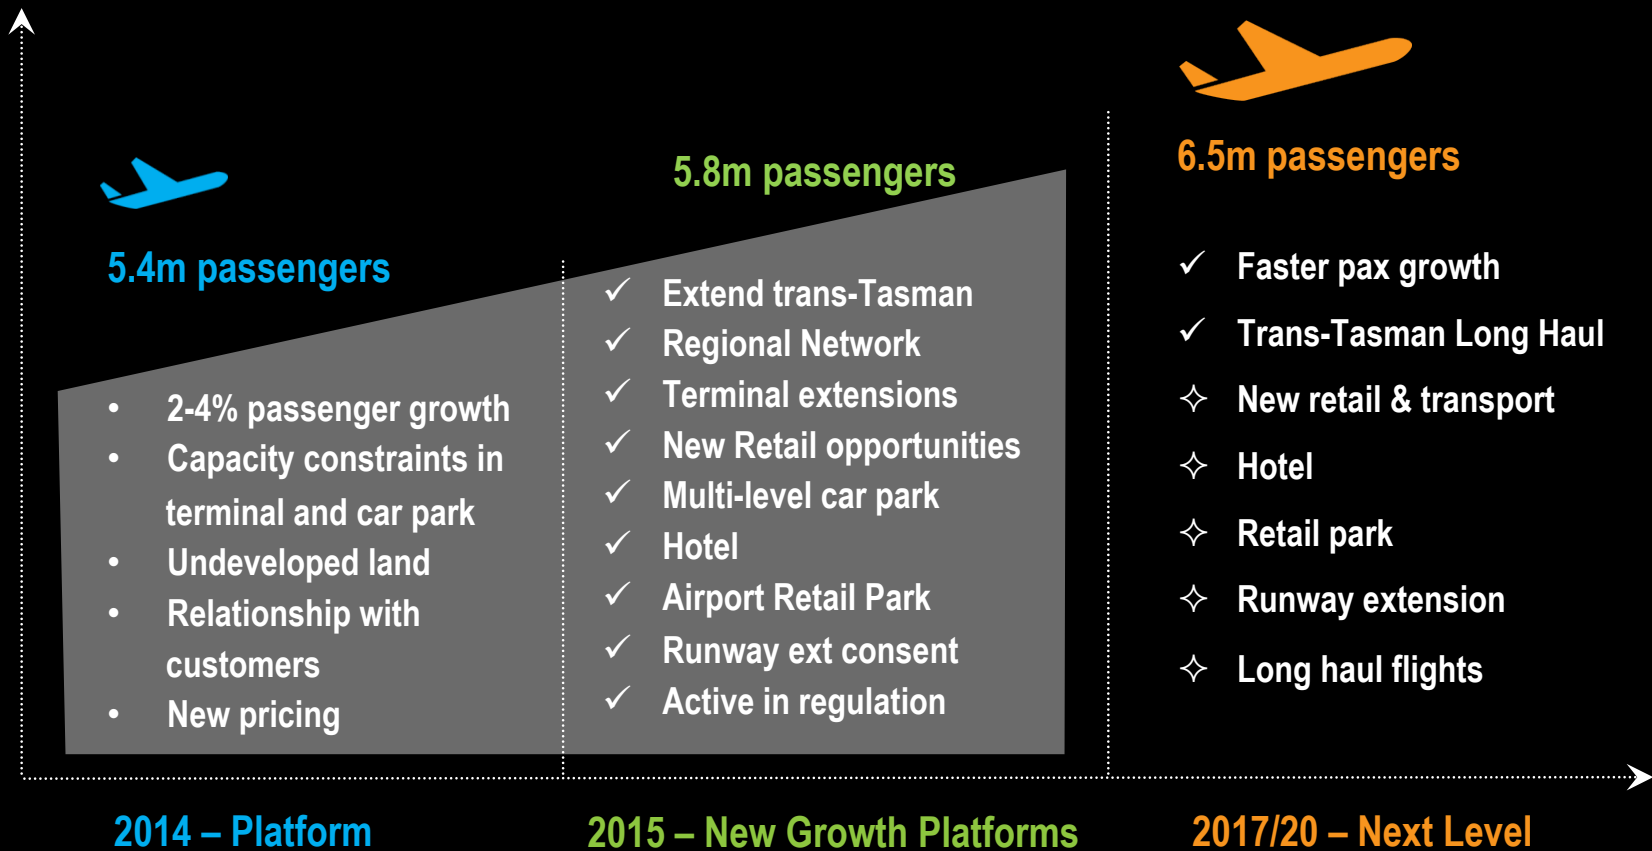 5.4m passengers
• 2-4% passenger growth
• Capacity constraints in
terminal and car park
• Undeveloped land
• Relationship with
customers
• New pricing
2014 – Platform
5.8m passengers
✓ Extend trans-Tasman
✓ Regional Network
✓ Terminal extensions
✓ New Retail opportunities
✓ Multi-level car park
✓ Hotel
✓ Airport Retail Park
✓ Runway ext consent
✓ Active in regulation
2015 – New Growth Platforms
6.5m passengers
✓ Faster pax growth
✓ Trans-Tasman Long Haul
✧ New retail & transport
✧ Hotel
✧ Retail park
✧ Runway extension
✧ Long haul flights
2017/20 – Next Level